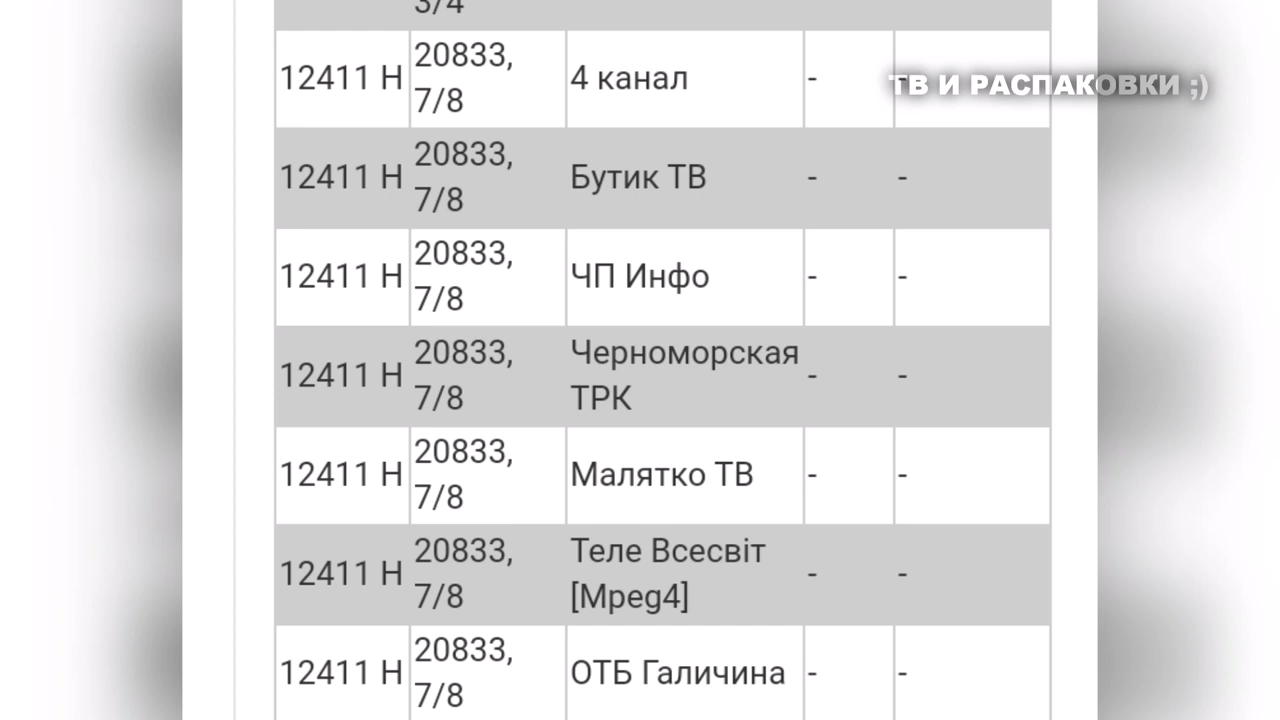 3/4
12411 H
20833,
7/8
4 канал
-
-
ТВ И РАСПАКОВКИ ;)
12411 H
20833,
7/8
Бутик ТВ
-
-
12411 H
20833,
7/8
ЧП Инфо
-
-
12411 H
20833,
7/8
Черноморская
ТРК
-
-
12411 H
20833,
7/8
Малятко ТВ
-
-
12411 H
20833,
7/8
Теле Всесвіт
[Mpeg4]
-
-
12411 H
20833,
7/8
ОТБ Галичина
-
-